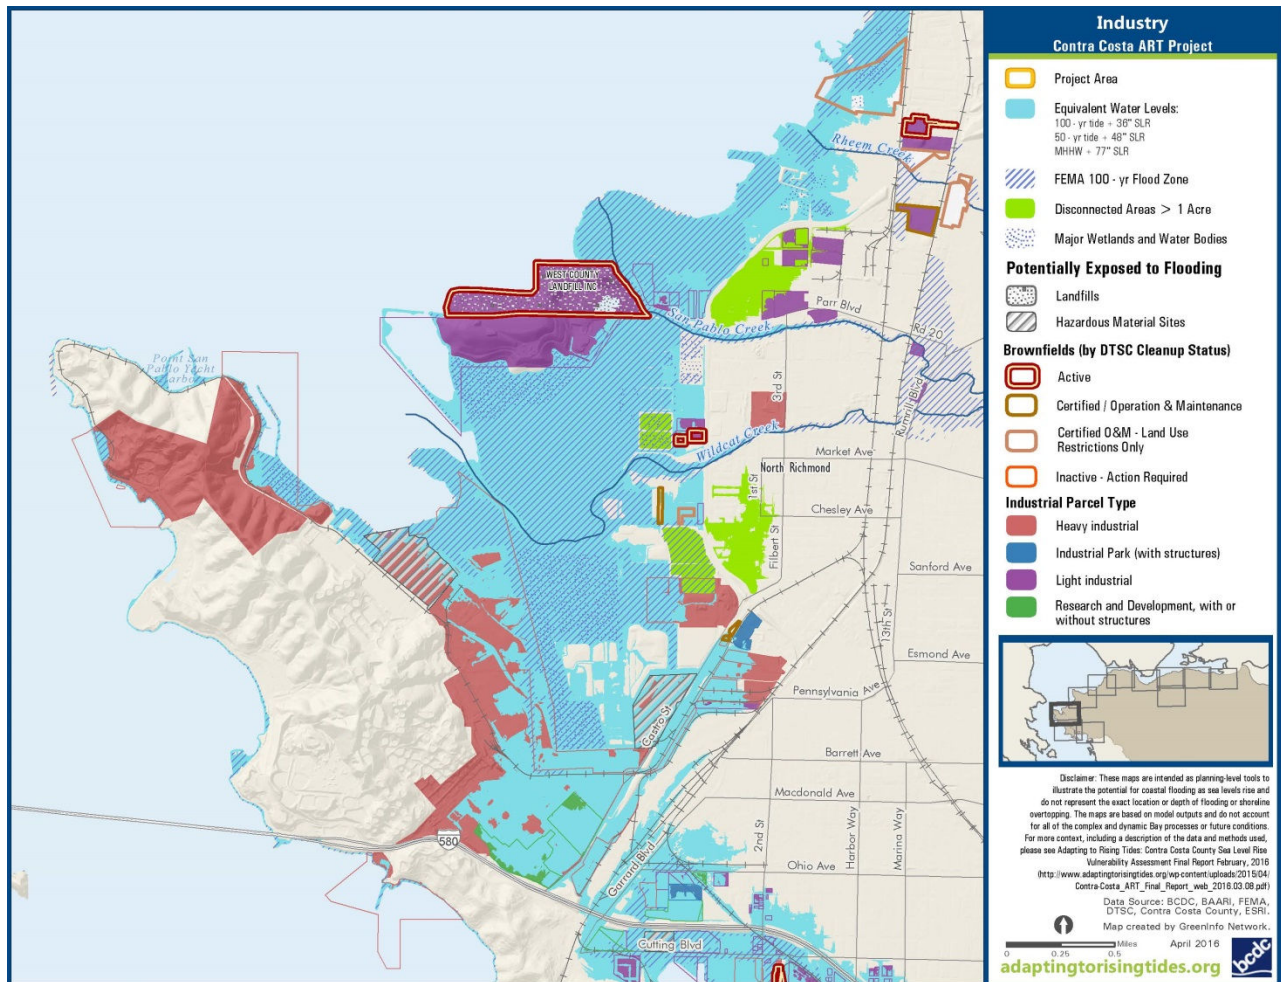 Industry
Contra Costa ART Project
Project Area
Equivalent Water Levels:
100 - yr tide + 36" SLR
50 - yr tide + 48" SLR
MHHW + 77" SLR
FEMA 100 - yr Flood Zone
Disconnected Areas > 1 Acre
Major Wetlands and Water Bodies
Potentially Exposed to Flooding
Landfills
Hazardous Material Sites
Brownfields (by DTSC Cleanup Status)
Active
Certified / Operation & Maintenance
Certified O&M - Land Use
Restrictions Only
Inactive - Action Required
Industrial Parcel Type
Heavy industrial
Industrial Park (with structures)
Light industrial
Research and Development, with or
without structures
Disclaimer: These maps are intended as planning-level tools to
illustrate the potential for coastal flooding as sea levels rise and
do not represent the exact location or depth of flooding or shoreline
overtopping. The maps are based on model outputs and do not account
for all of the complex and dynamic Bay processes or future conditions.
For more context, including a description of the data and methods used,
please see Adapting to Rising Tides: Contra Costa County Sea Level Rise
Vulnerability Assessment Final Report February, 2016
(http://www.adaptingtorisingtides.org/wp-content/uploads/2015/04/
Contra-Costa_ART_Final_Report_web_2016.03.08.pdf)
Data Source: BCDC, BAARI, FEMA,
DTSC, Contra Costa County, ESRI.
Map created by GreenInfo Network.
April 2016
Miles
0 0.25 0.5
adaptingtorisingtides.org
bcdc
Rheem Creek
WEST COUNTY
LANDFILL, INC
San Pablo Creek
Parr Blvd
Rd 20
Point San
Pablo Yacht
Harbor
3rd St
Rumrill Blvd
Wildcat Creek
Market Ave
North Richmond
1st St
Chesley Ave
Filbert St
Sanford Ave
13th St
Esmond Ave
Pennsylvania Ave
Castro St
Barrett Ave
Macdonald Ave
580
2nd St
Harbor Way
Marina Way
Ohio Ave
Garrard Blvd
Cutting Blvd